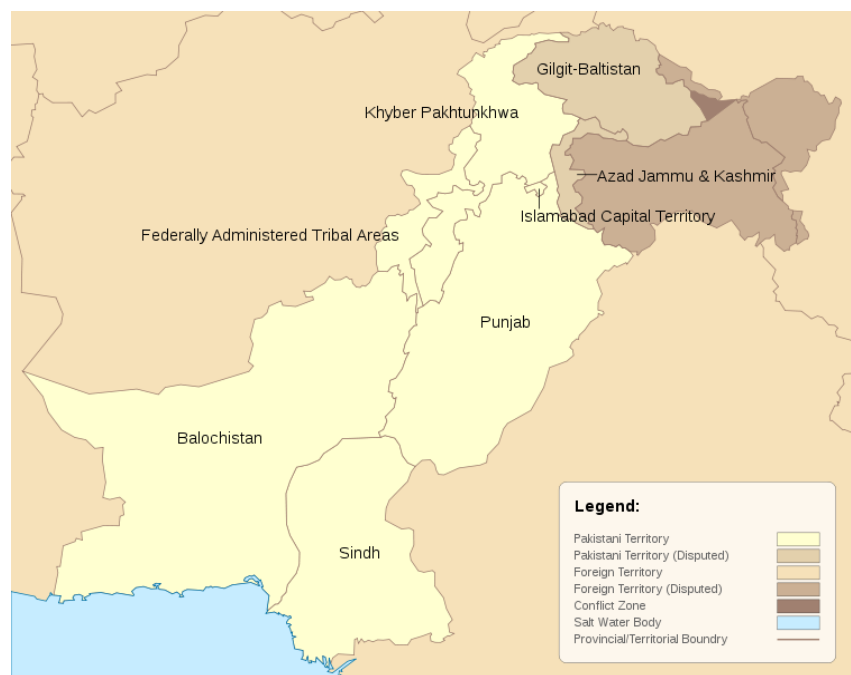 Gilgit-Baltistan
Khyber Pakhtunkhwa
Azad Jammu & Kashmir
Islamabad Capital Territory
Federally Administered Tribal Areas
Punjab
Balochistan
Sindh
Legend:
Pakistani Territory
Pakistani Territory (Disputed)
Foreign Territory
Foreign Territory (Disputed)
Conflict Zone
Salt Water Body
Provincial/Territorial Boundry